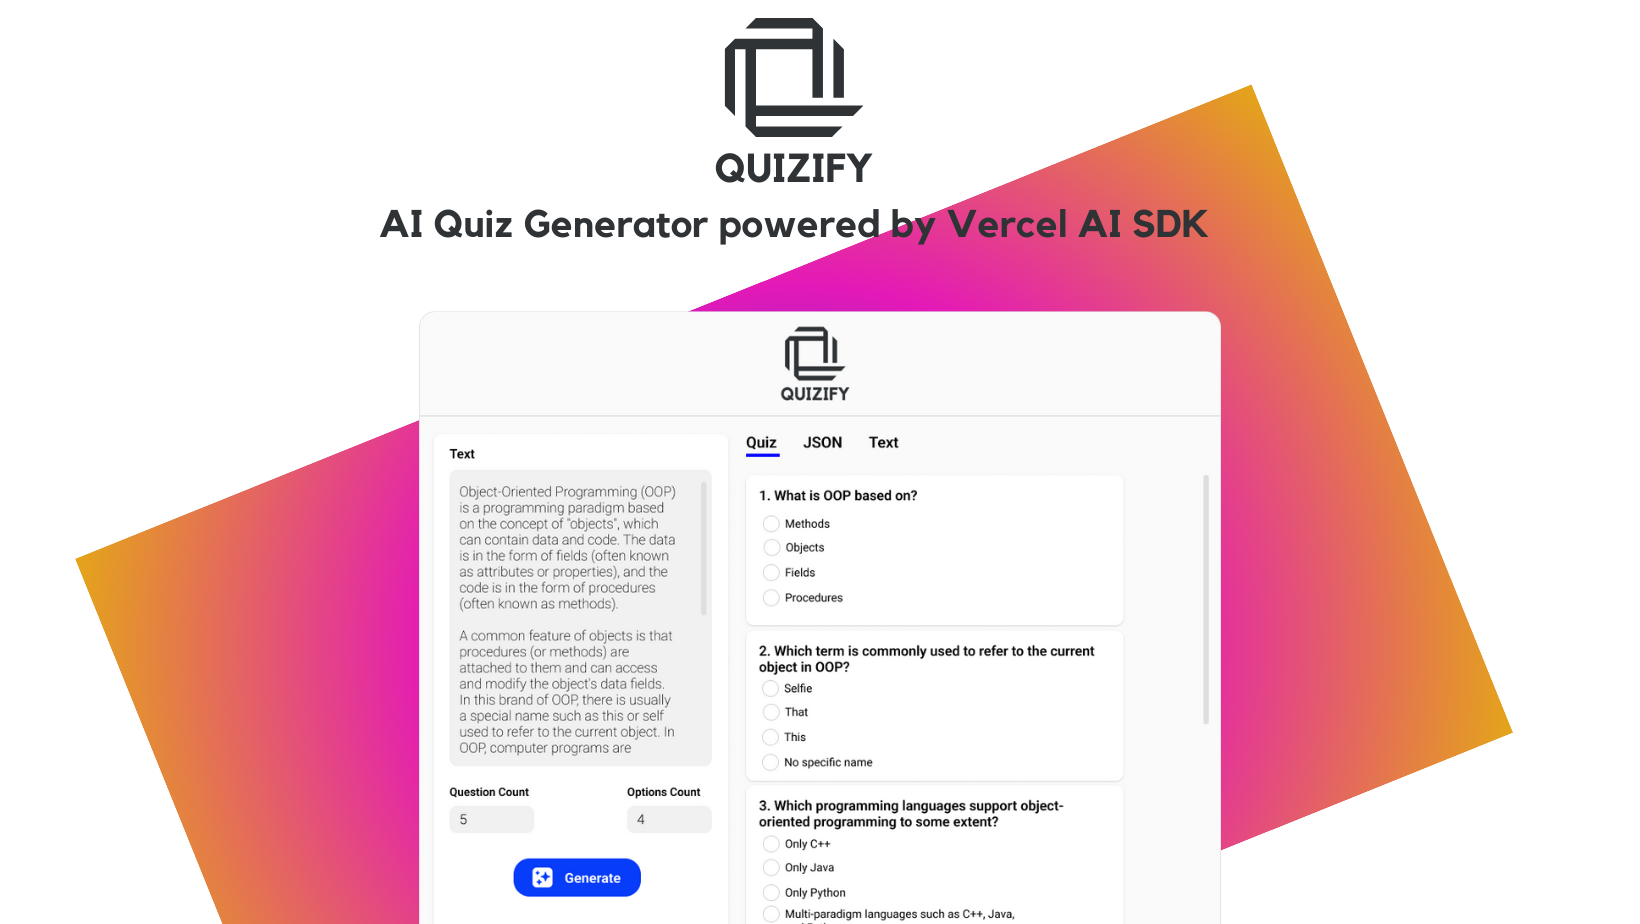 QUIZIFY
AI Quiz Generator powered by Vercel AI SDK
QUIZIFY
Text
Object-Oriented Programming (OOP)
is a programming paradigm based
on the concept of "objects", which
can contain data and code. The data
is in the form of fields (often known
as attributes or properties), and the
code is in the form of procedures
(often known as methods).
A common feature of objects is that
procedures (or methods) are
attached to them and can access
and modify the object's data fields.
In this brand of OOP, there is usually
a special name such as this or self
used to refer to the current object. In
OOP, computer programs are
Question Count
Options Count
5
4
Generate
Quiz
JSON
Text
1. What is OOP based on?
Methods
Objects
Fields
Procedures
2. Which term is commonly used to refer to the current
object in OOP?
Selfie
That
This
No specific name
3. Which programming languages support object-
oriented programming to some extent?
Only C++
Only Java
Only Python
Multi-paradigm languages such as C++, Java,